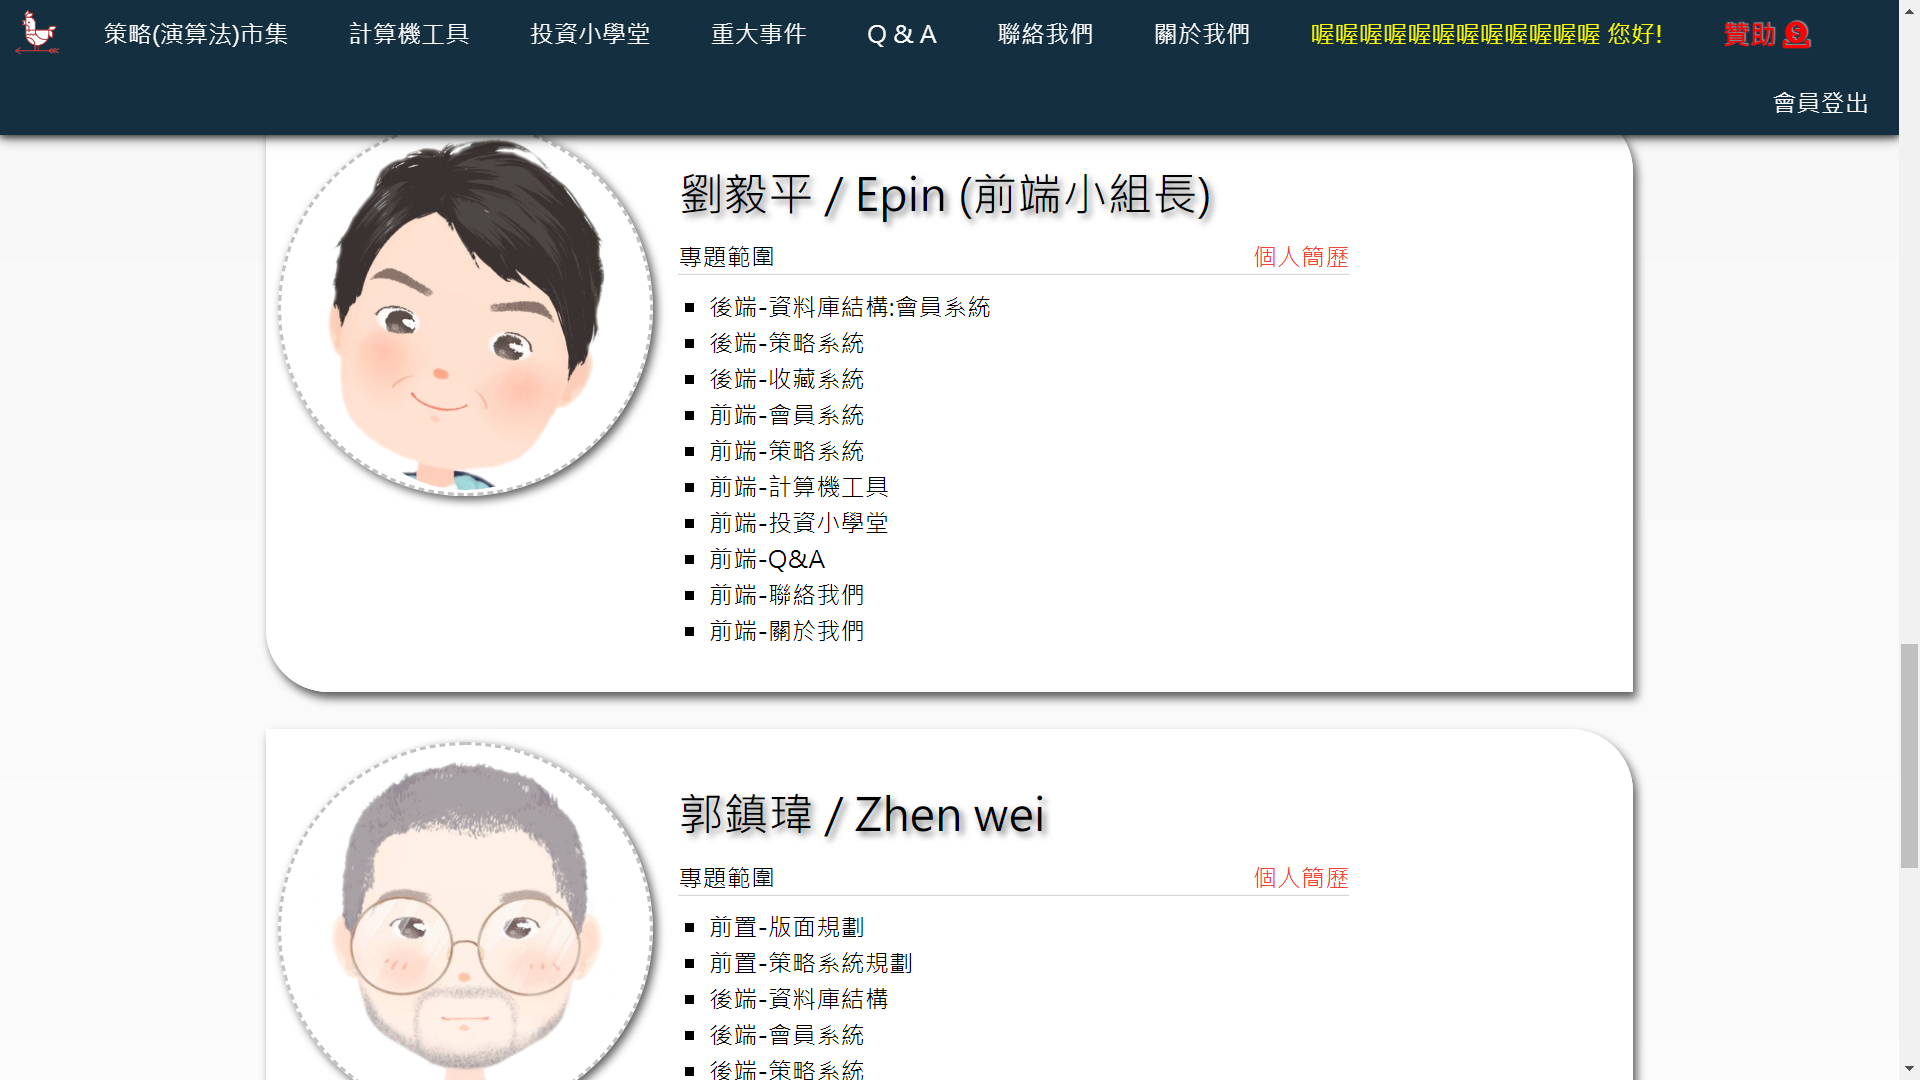 策略(演算法)市集 計算機工具 投資小學堂 重大事件 Q & A 聯絡我們 關於我們 喔喔喔喔喔喔喔喔喔喔喔喔 您好! 贊助
會員登出
劉毅平 / Epin (前端小組長)
專題範圍 個人簡歷
後端-資料庫結構:會員系統
後端-策略系統
後端-收藏系統
前端-會員系統
前端-策略系統
前端-計算機工具
前端-投資小學堂
前端-Q&A
前端-聯絡我們
前端-關於我們
郭鎮瑋 / Zhen wei
專題範圍 個人簡歷
前置-版面規劃
前置-策略系統規劃
後端-資料庫結構
後端-會員系統
後端-策略系統